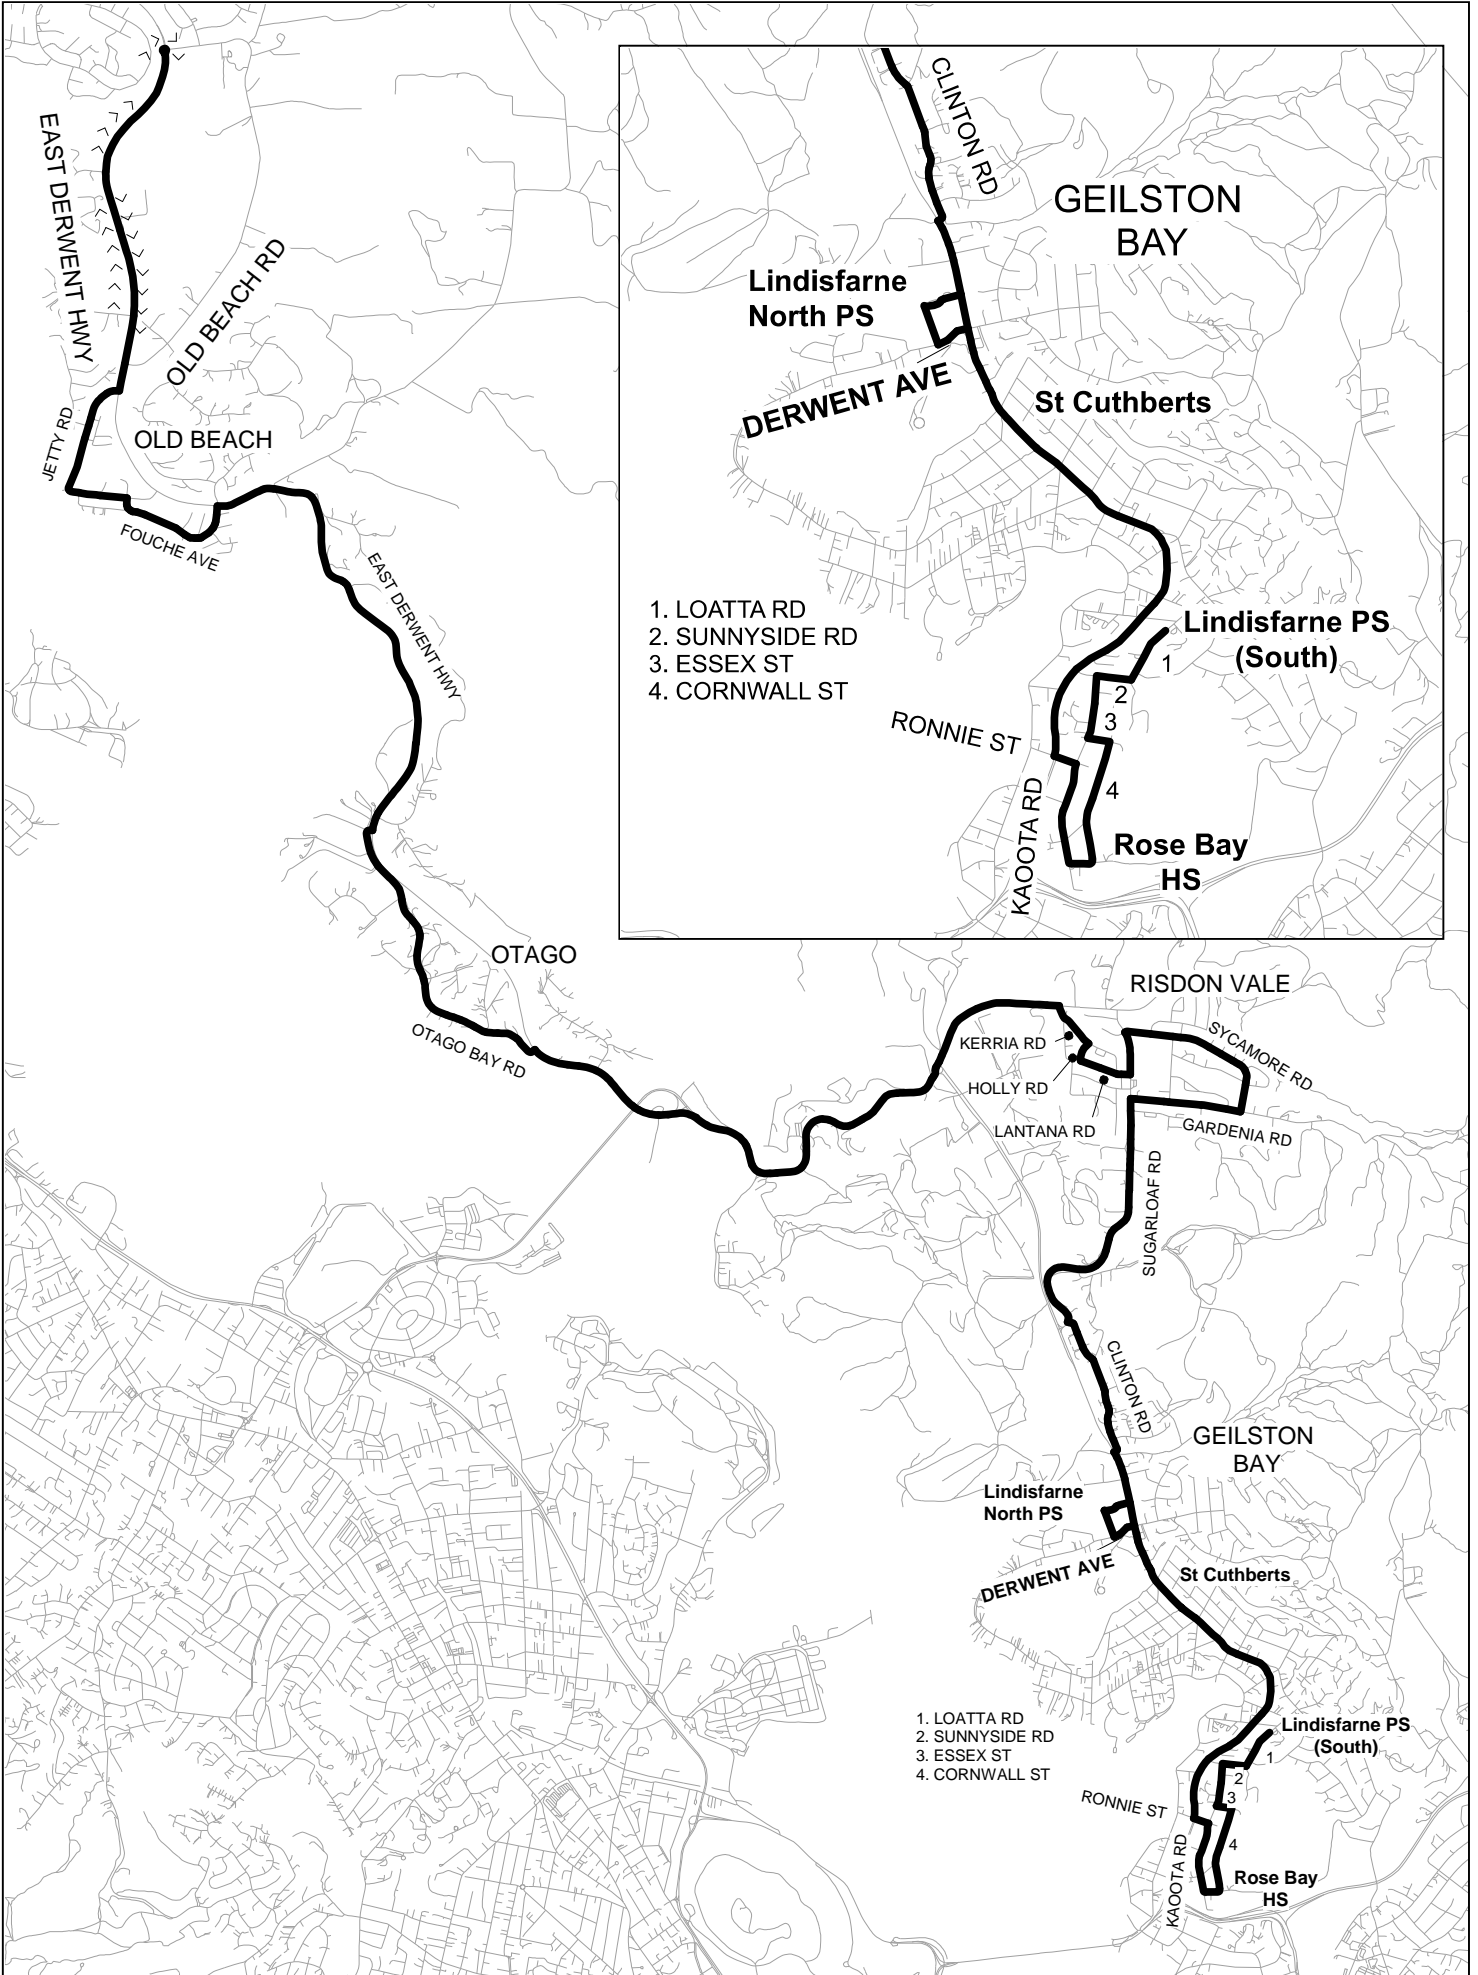 EAST DERWENT HWY
OLD BEACH RD
JETTY RD
OLD BEACH
FOUCHE AVE
EAST DERWENT HWY
OTAGO
OTAGO BAY RD
CLINTON RD
GEILSTON
BAY
Lindisfarne
North PS
DERWENT AVE
St Cuthberts
1. LOATTA RD
2. SUNNYSIDE RD
3. ESSEX ST
4. CORNWALL ST
Lindisfarne PS
(South)
1
2
3
4
RONNIE ST
KAOOTA RD
Rose Bay
HS
RISDON VALE
KERRIA RD
HOLLY RD
LANTANA RD
SYCAMORE RD
GARDENIA RD
SUGARLOAF RD
CLINTON RD
GEILSTON
BAY
Lindisfarne
North PS
DERWENT AVE
St Cuthberts
1. LOATTA RD
2. SUNNYSIDE RD
3. ESSEX ST
4. CORNWALL ST
Lindisfarne PS
(South)
1
2
3
4
RONNIE ST
KAOOTA RD
Rose Bay
HS